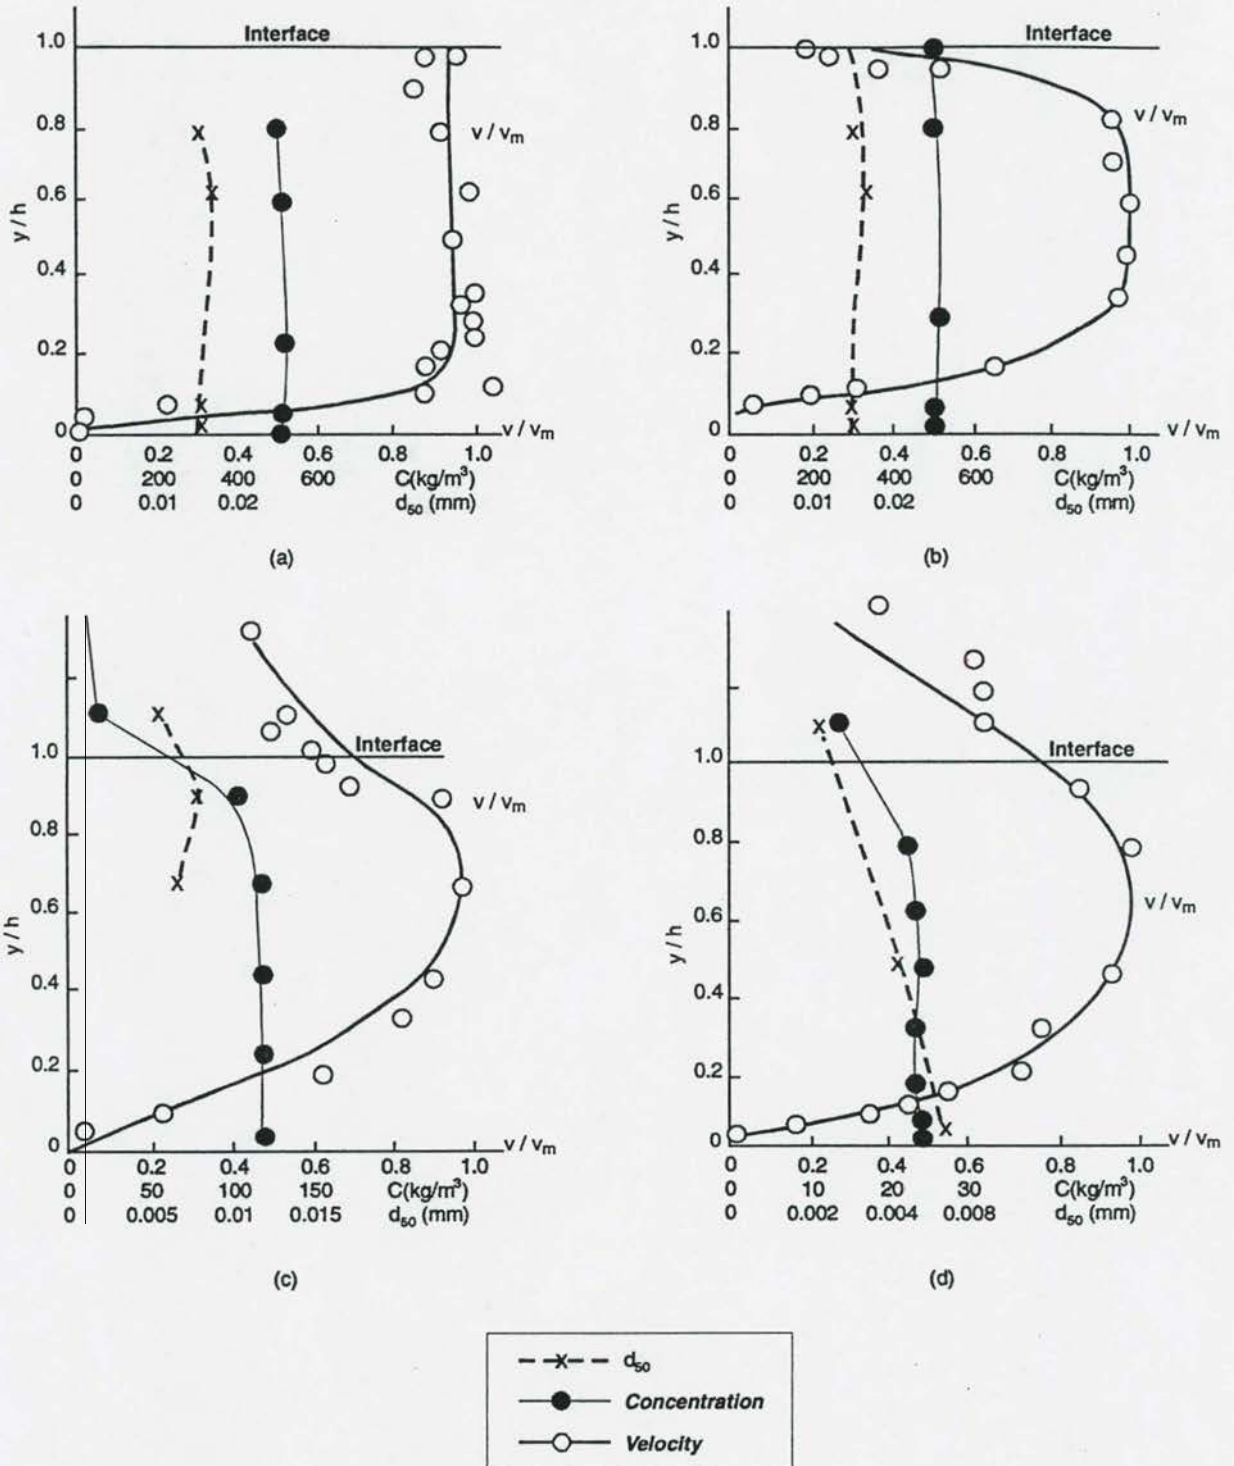 Interface
1.0
0.8
0.6
0.4
0.2
0
y / h
v / vm
v / vm
0 0.2 0.4 0.6 0.8 1.0
0 200 400 600 C(kg/m³)
0 0.01 0.02 d₅₀ (mm)
(a)
Interface
1.0
0.8
0.6
0.4
0.2
0
y / h
v / vm
v / vm
0 0.2 0.4 0.6 0.8 1.0
0 200 400 600 C(kg/m³)
0 0.01 0.02 d₅₀ (mm)
(b)
Interface
1.0
0.8
0.6
0.4
0.2
0
y / h
v / vm
v / vm
0 0.2 0.4 0.6 0.8 1.0
0 50 100 150 C(kg/m³)
0 0.005 0.01 0.015 d₅₀ (mm)
(c)
Interface
1.0
0.8
0.6
0.4
0.2
0
y / h
v / vm
v / vm
0 0.2 0.4 0.6 0.8 1.0
0 10 20 30 C(kg/m³)
0 0.002 0.004 0.008 d₅₀ (mm)
(d)
d₅₀
Concentration
Velocity